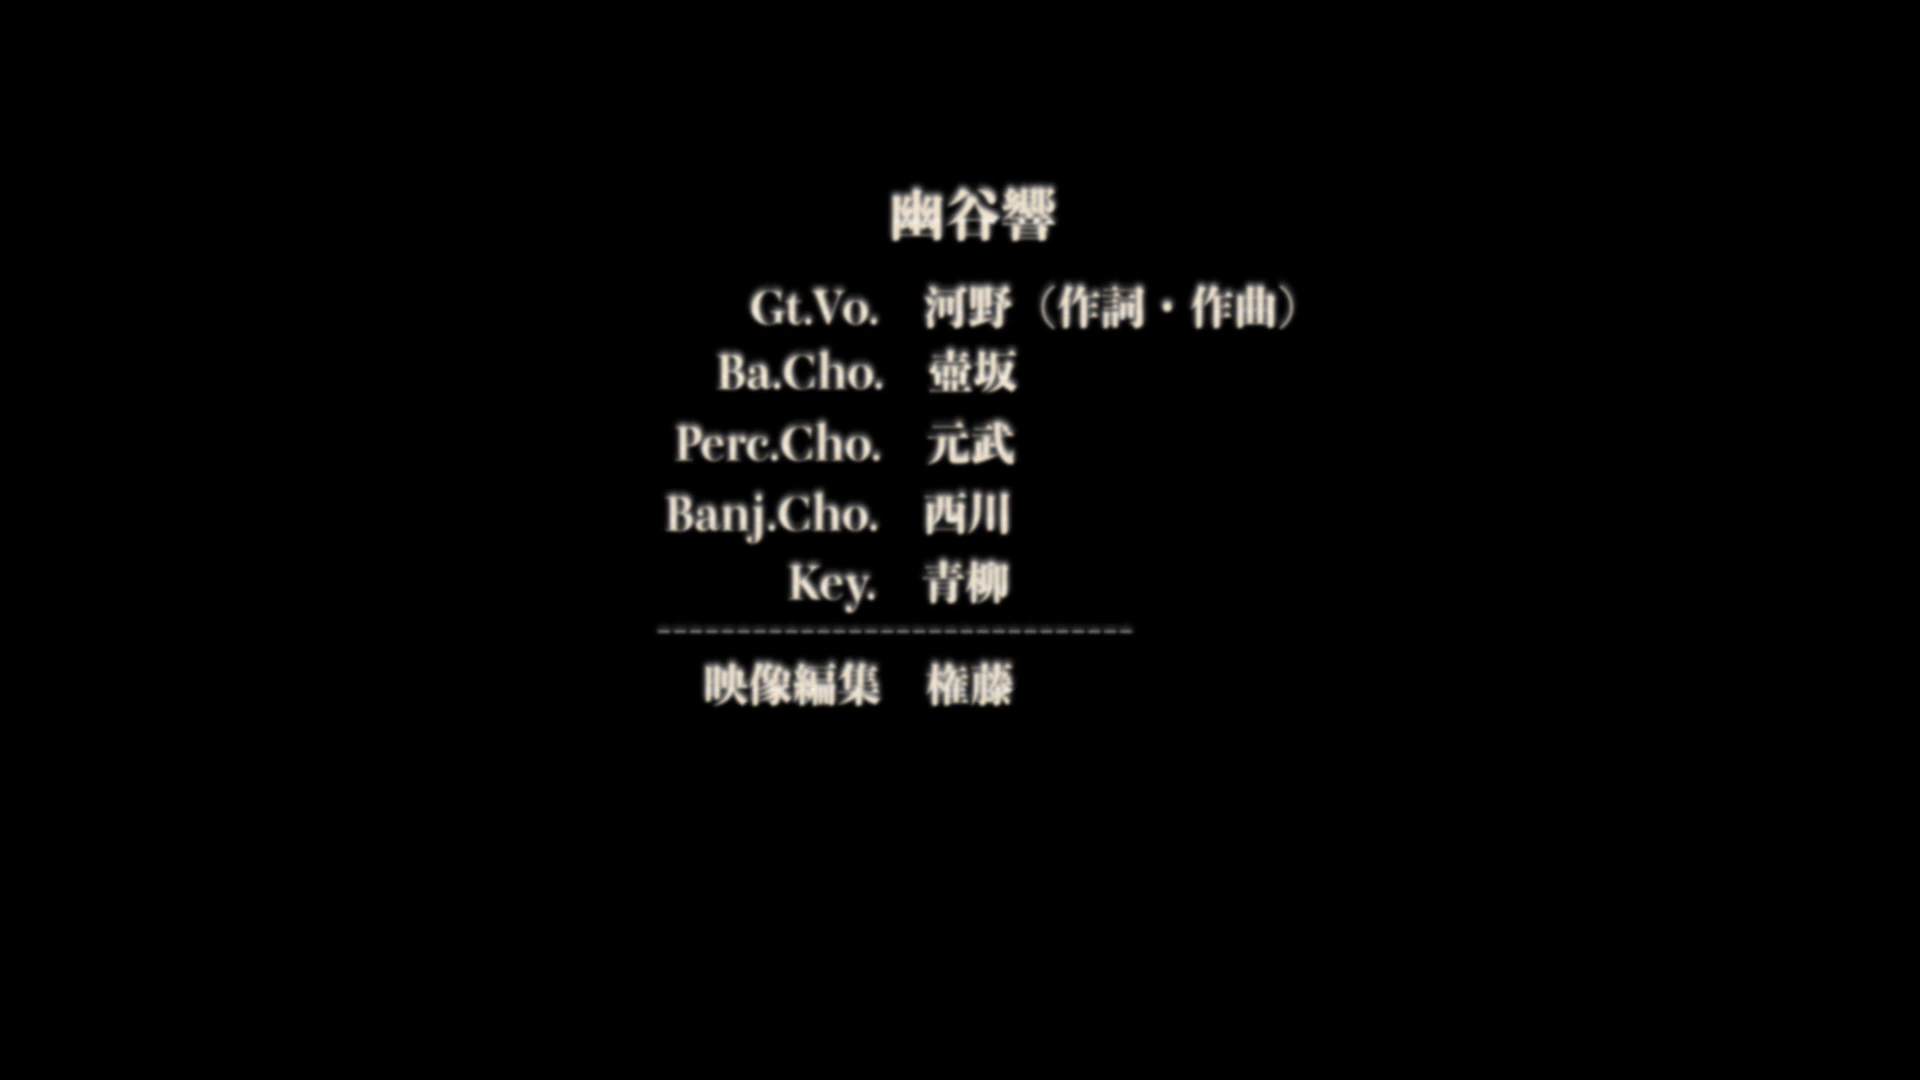 幽谷響
Gt.Vo. 河野（作詞・作曲）
Ba.Cho. 壺坂
Perc.Cho. 元武
Banj.Cho. 西川
Key. 青柳
------------------------------
映像編集 権藤